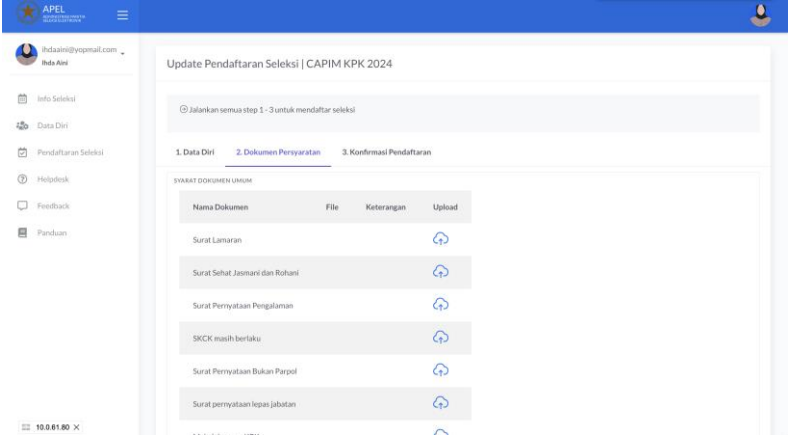 APEL
ihdaaini@yopmail.com
Ihda Aini
Info Seleksi
Data Diri
Pendaftaran Seleksi
Helpdesk
Feedback
Panduan
Update Pendaftaran Seleksi | CAPIM KPK 2024
Jalankan semua step 1 - 3 untuk mendaftar seleksi
1. Data Diri 2. Dokumen Persyaratan 3. Konfirmasi Pendaftaran
SYARAT DOKUMEN UMUM
Nama Dokumen File Keterangan Upload
Surat Lamaran
Surat Sehat Jasmani dan Rohani
Surat Pernyataan Pengalaman
SKCK masih berlaku
Surat Pernyataan Bukan Parpol
Surat pernyataan lepas jabatan
10.0.61.80